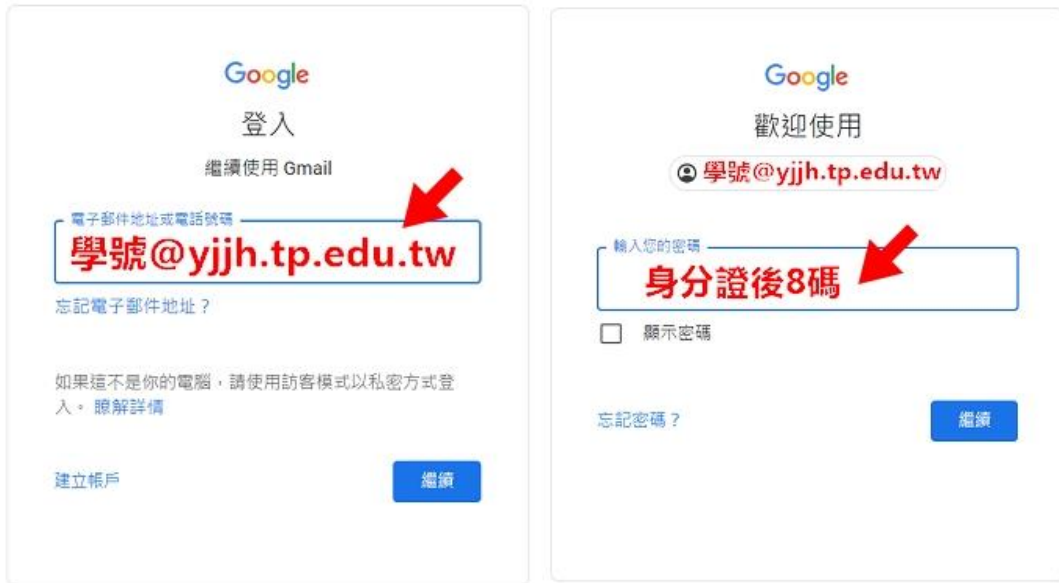 Google
登入
繼續使用 Gmail
電子郵件地址或電話號碼
學號@yjjh.tp.edu.tw
忘記電子郵件地址？
如果這不是你的電腦，請使用訪客模式以私密方式登
入。 瞭解詳情
建立帳戶
繼續
Google
歡迎使用
學號@yjjh.tp.edu.tw
輸入您的密碼
身分證後8碼
顯示密碼
忘記密碼？
繼續